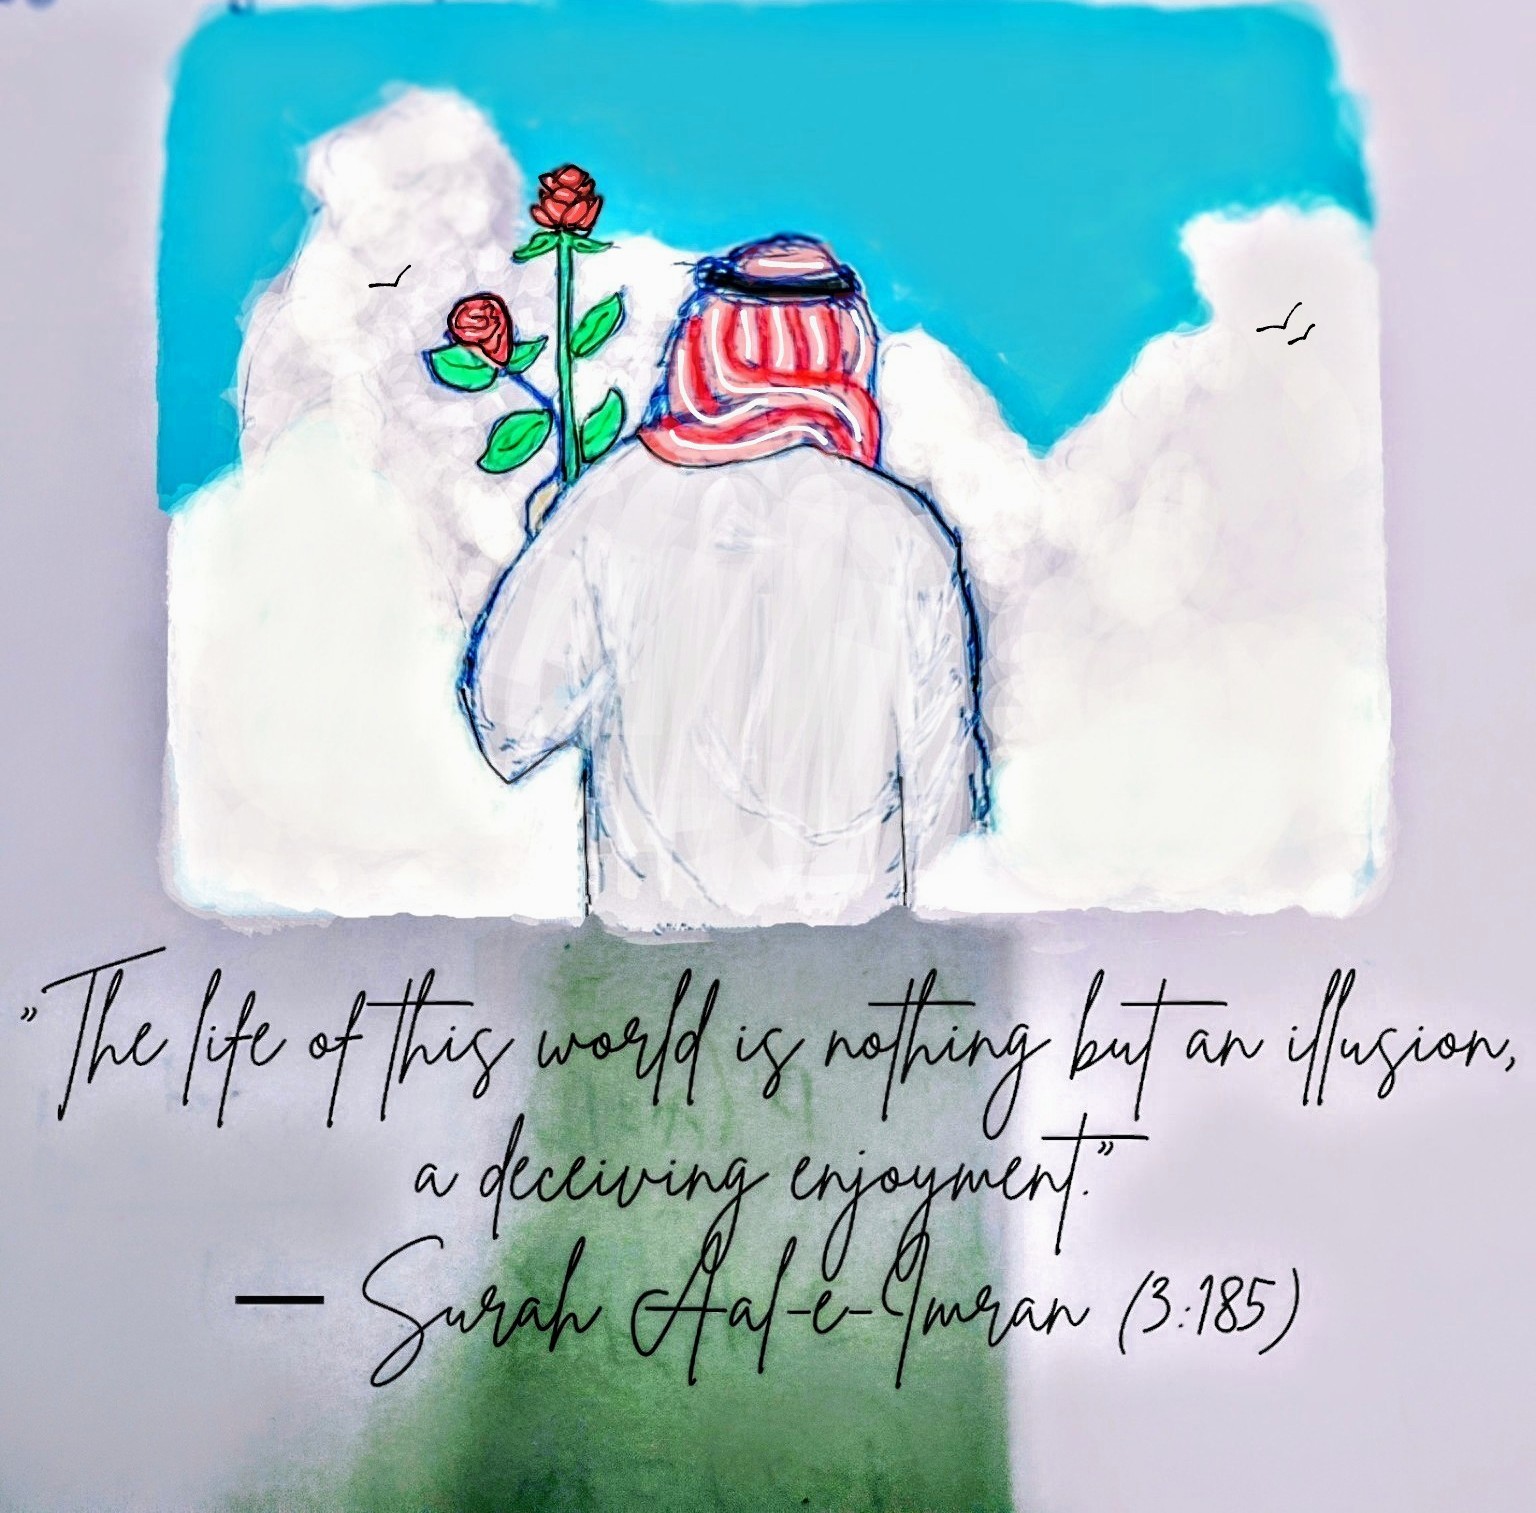 "The life of this world is nothing but an illusion,
a deceiving enjoyment."
— Surah Aal-e-Imran (3:185)